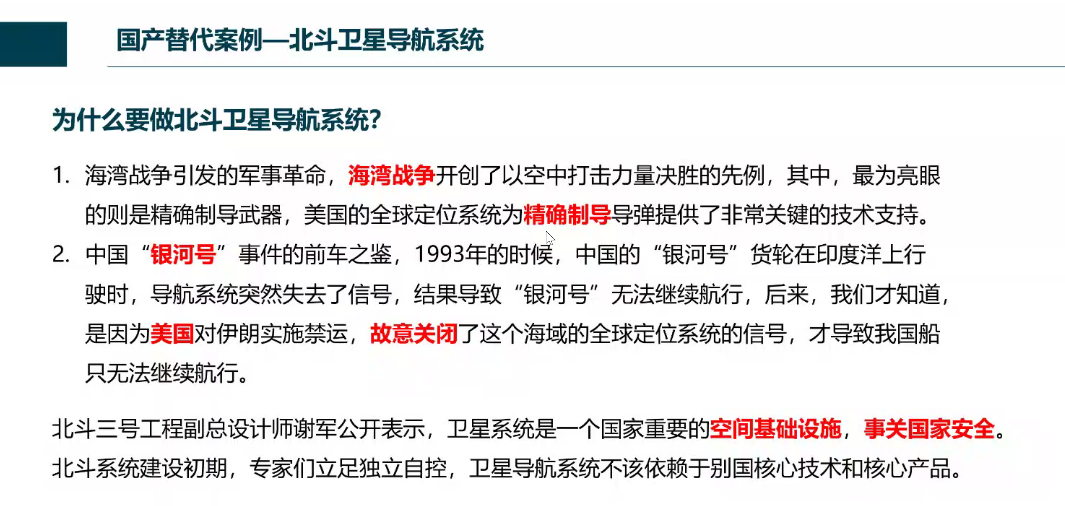 国产替代案例—北斗卫星导航系统
为什么要做北斗卫星导航系统？
1. 海湾战争引发的军事革命，海湾战争开创了以空中打击力量决胜的先例，其中，最为亮眼
的则是精确制导武器，美国的全球定位系统为精确制导导弹提供了非常关键的技术支持。
2. 中国“银河号”事件的前车之鉴，1993年的时候，中国的“银河号”货轮在印度洋上行
驶时，导航系统突然失去了信号，结果导致“银河号”无法继续航行，后来，我们才知道，
是因为美国对伊朗实施禁运，故意关闭了这个海域的全球定位系统的信号，才导致我国船
只无法继续航行。
北斗三号工程副总设计师谢军公开表示，卫星系统是一个国家重要的空间基础设施，事关国家安全。
北斗系统建设初期，专家们立足独立自控，卫星导航系统不该依赖于别国核心技术和核心产品。